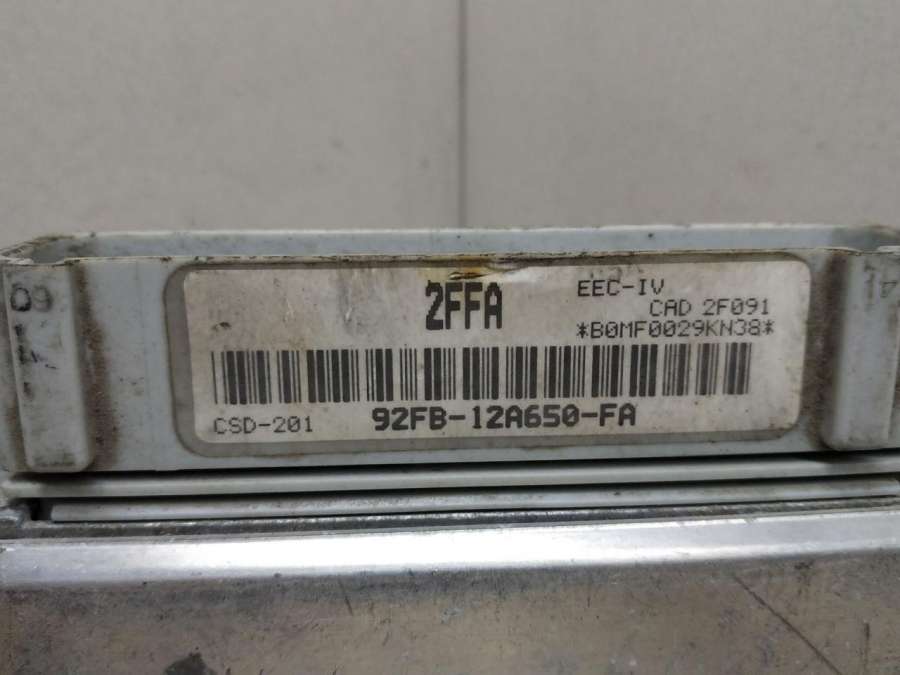 2FFA
EEC-IV
CAD 2F091
*B0MF0029KN38*
CSD-201
92FB-12A650-FA